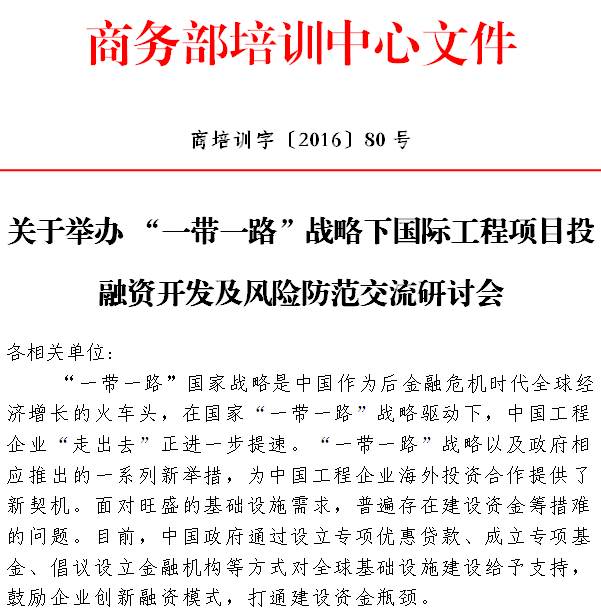 商务部培训中心文件
商培训字〔2016〕80 号
关于举办 “一带一路”战略下国际工程项目投
融资开发及风险防范交流研讨会
各相关单位：
“一带一路”国家战略是中国作为后金融危机时代全球经
济增长的火车头，在国家“一带一路”战略驱动下，中国工程
企业“走出去”正进一步提速。“一带一路”战略以及政府相
应推出的一系列新举措，为中国工程企业海外投资合作提供了
新契机。面对旺盛的基础设施需求，普遍存在建设资金筹措难
的问题。目前，中国政府通过设立专项优惠贷款、成立专项基
金、倡议设立金融机构等方式对全球基础设施建设给予支持，
鼓励企业创新融资模式，打通建设资金瓶颈。